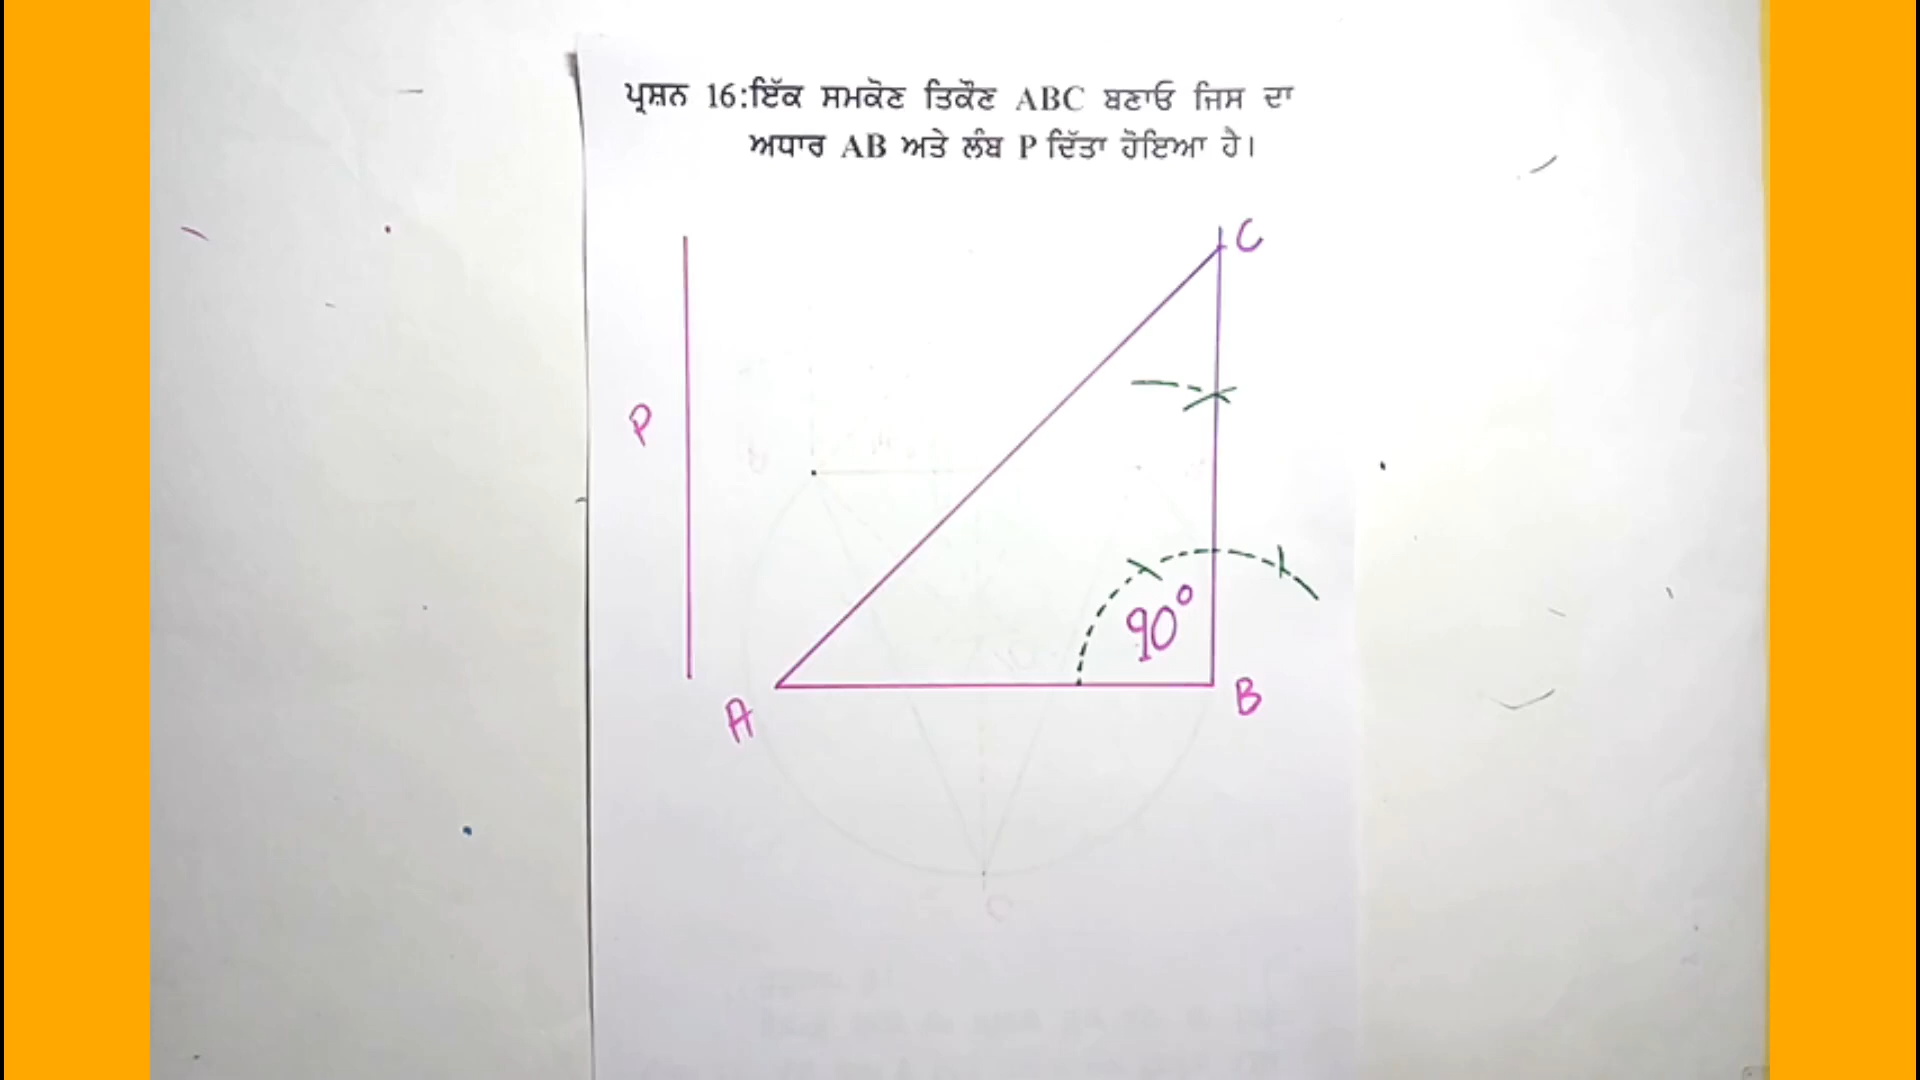 ਪ੍ਰਸ਼ਨ 16:ਇੱਕ ਸਮਕੋਣ ਤਿਕੌਣ ABC ਬਣਾਓ ਜਿਸ ਦਾ
ਅਧਾਰ AB ਅਤੇ ਲੰਬ P ਦਿੱਤਾ ਹੋਇਆ ਹੈ।
C
P
90°
A
B